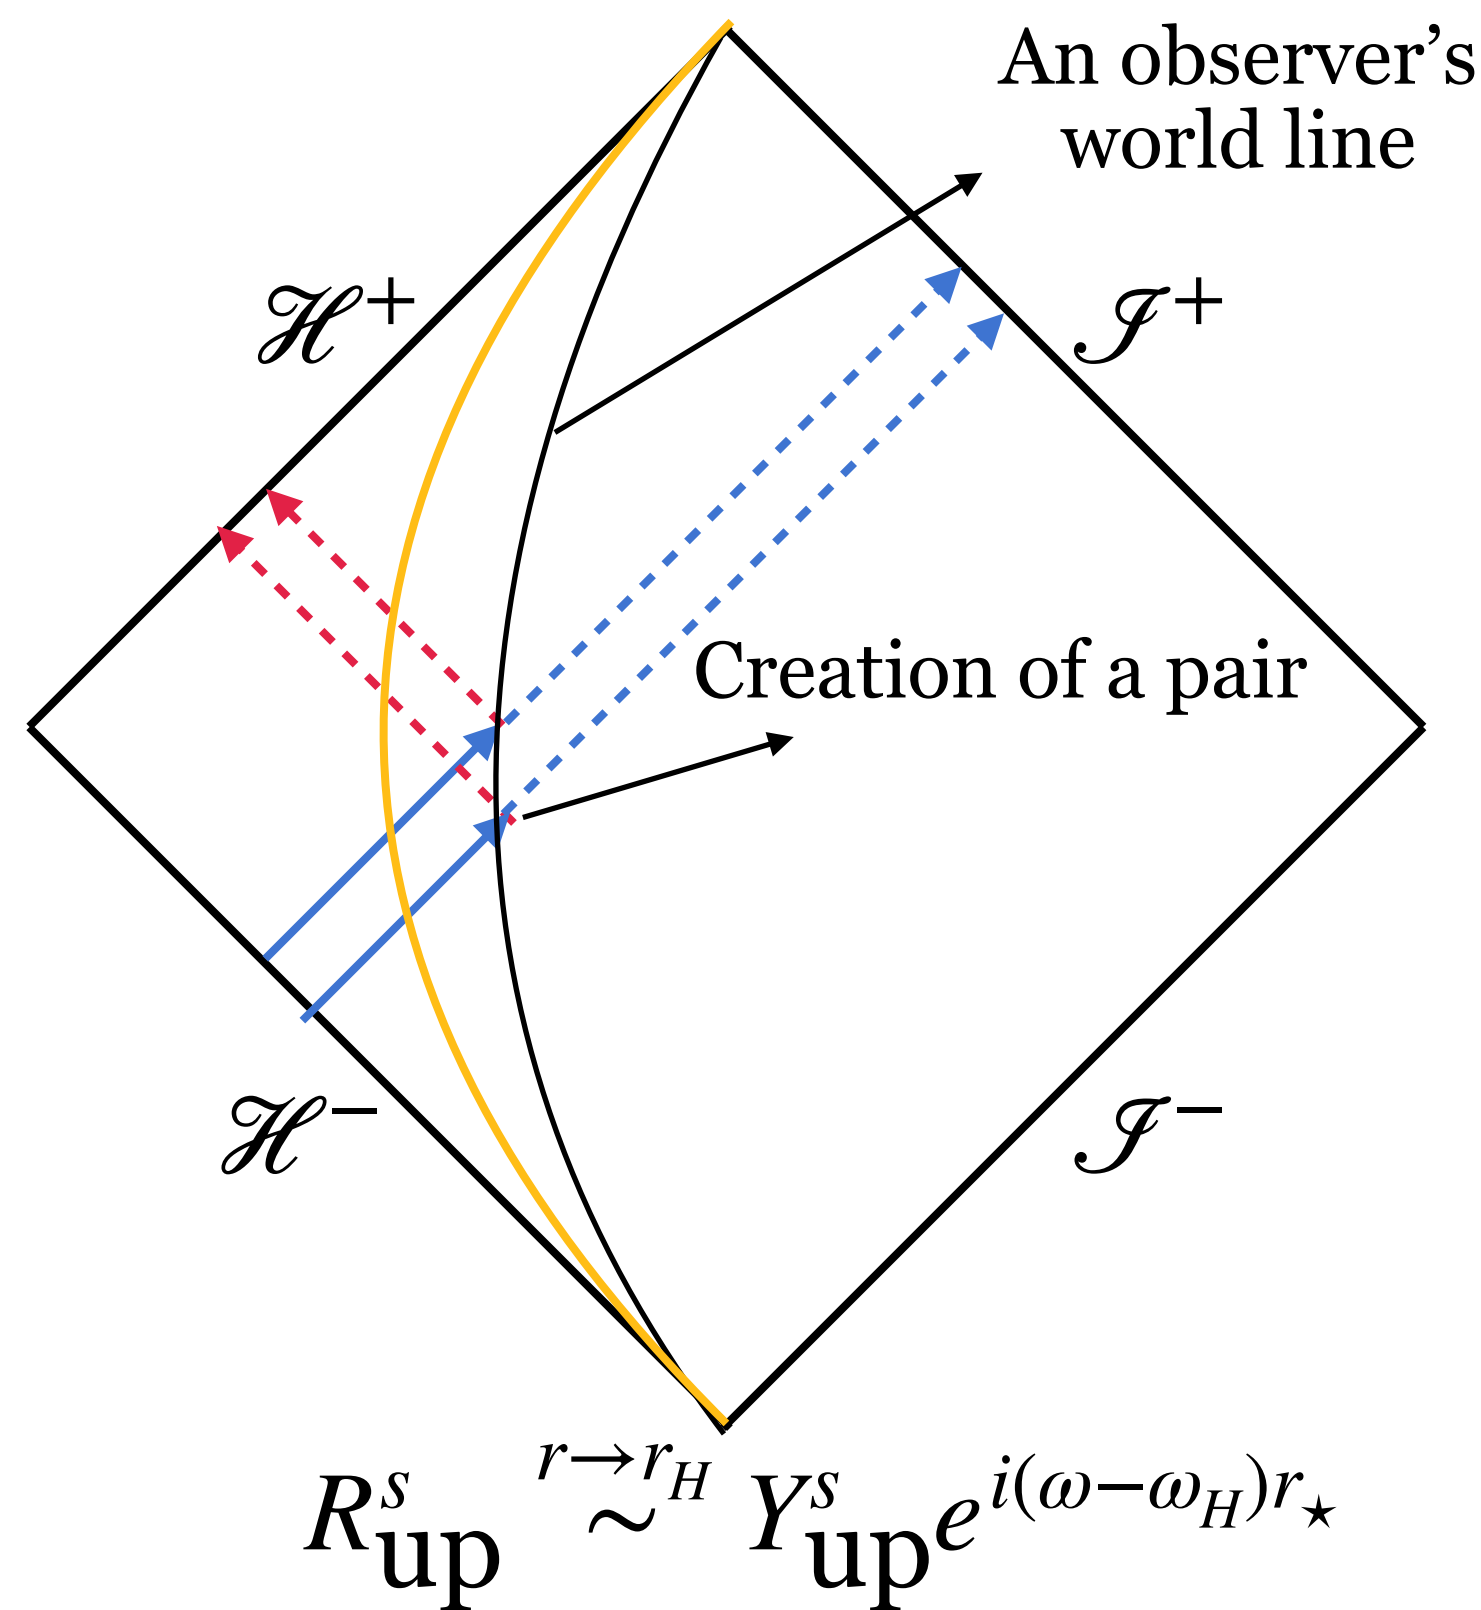 An observer’s
world line
ℋ⁺
ℐ⁺
Creation of a pair
ℋ⁻
ℐ⁻
R^s_up ∼^{r→r_H} Y^s_up e^{i(ω−ω_H)r_⋆}